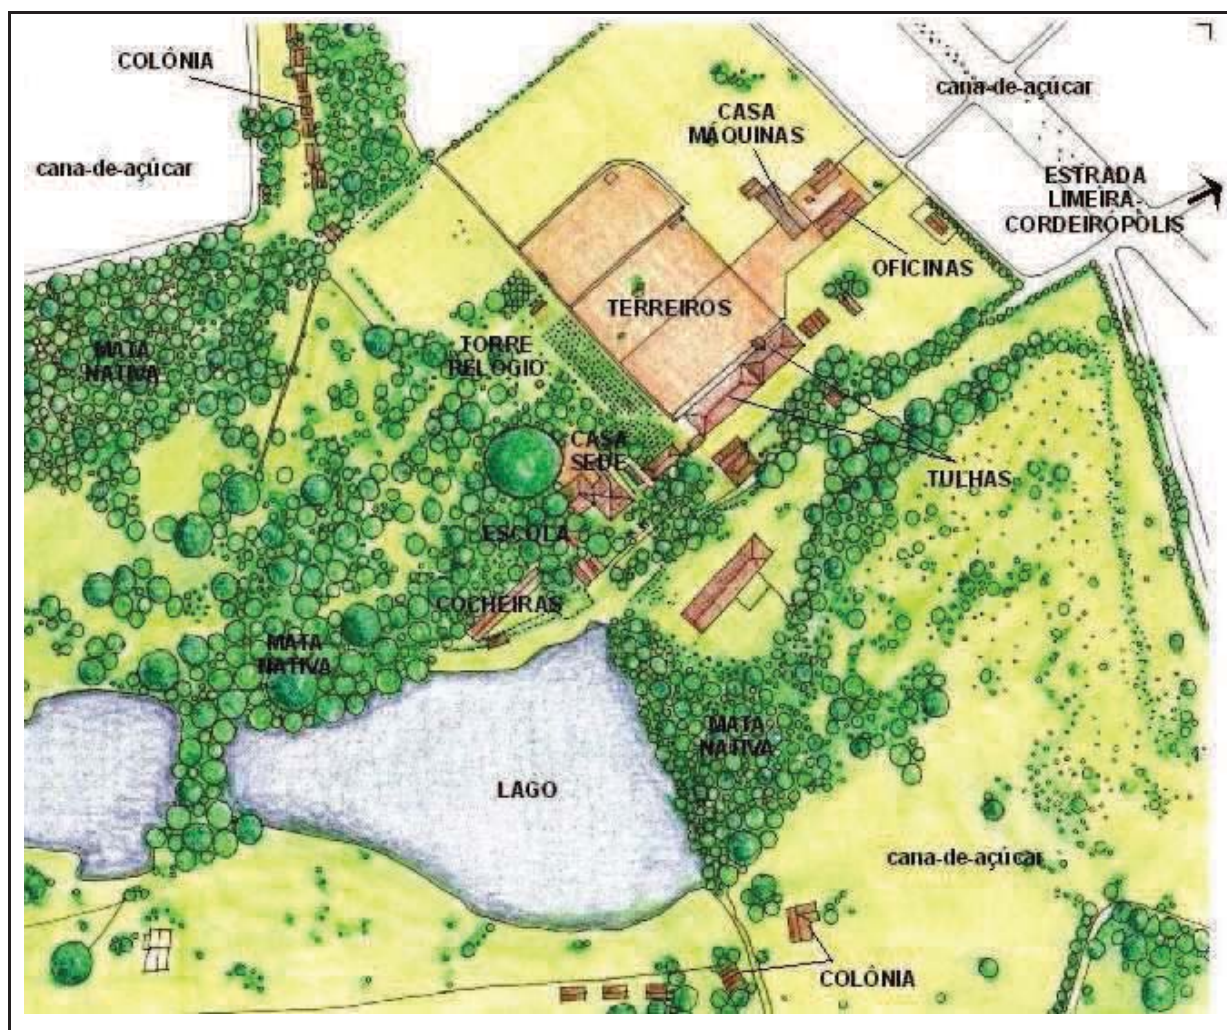 COLÔNIA
cana-de-açúcar
CASA
MÁQUINAS
cana-de-açúcar
ESTRADA
LIMEIRA-
CORDEIRÓPOLIS
OFICINAS
TERREIROS
MATA
NATIVA
TORRE
RELOGIO
CASA
SEDE
TULHAS
ESCOLA
COCHEIRAS
MATA
NATIVA
MATA
NATIVA
LAGO
cana-de-açúcar
COLÔNIA